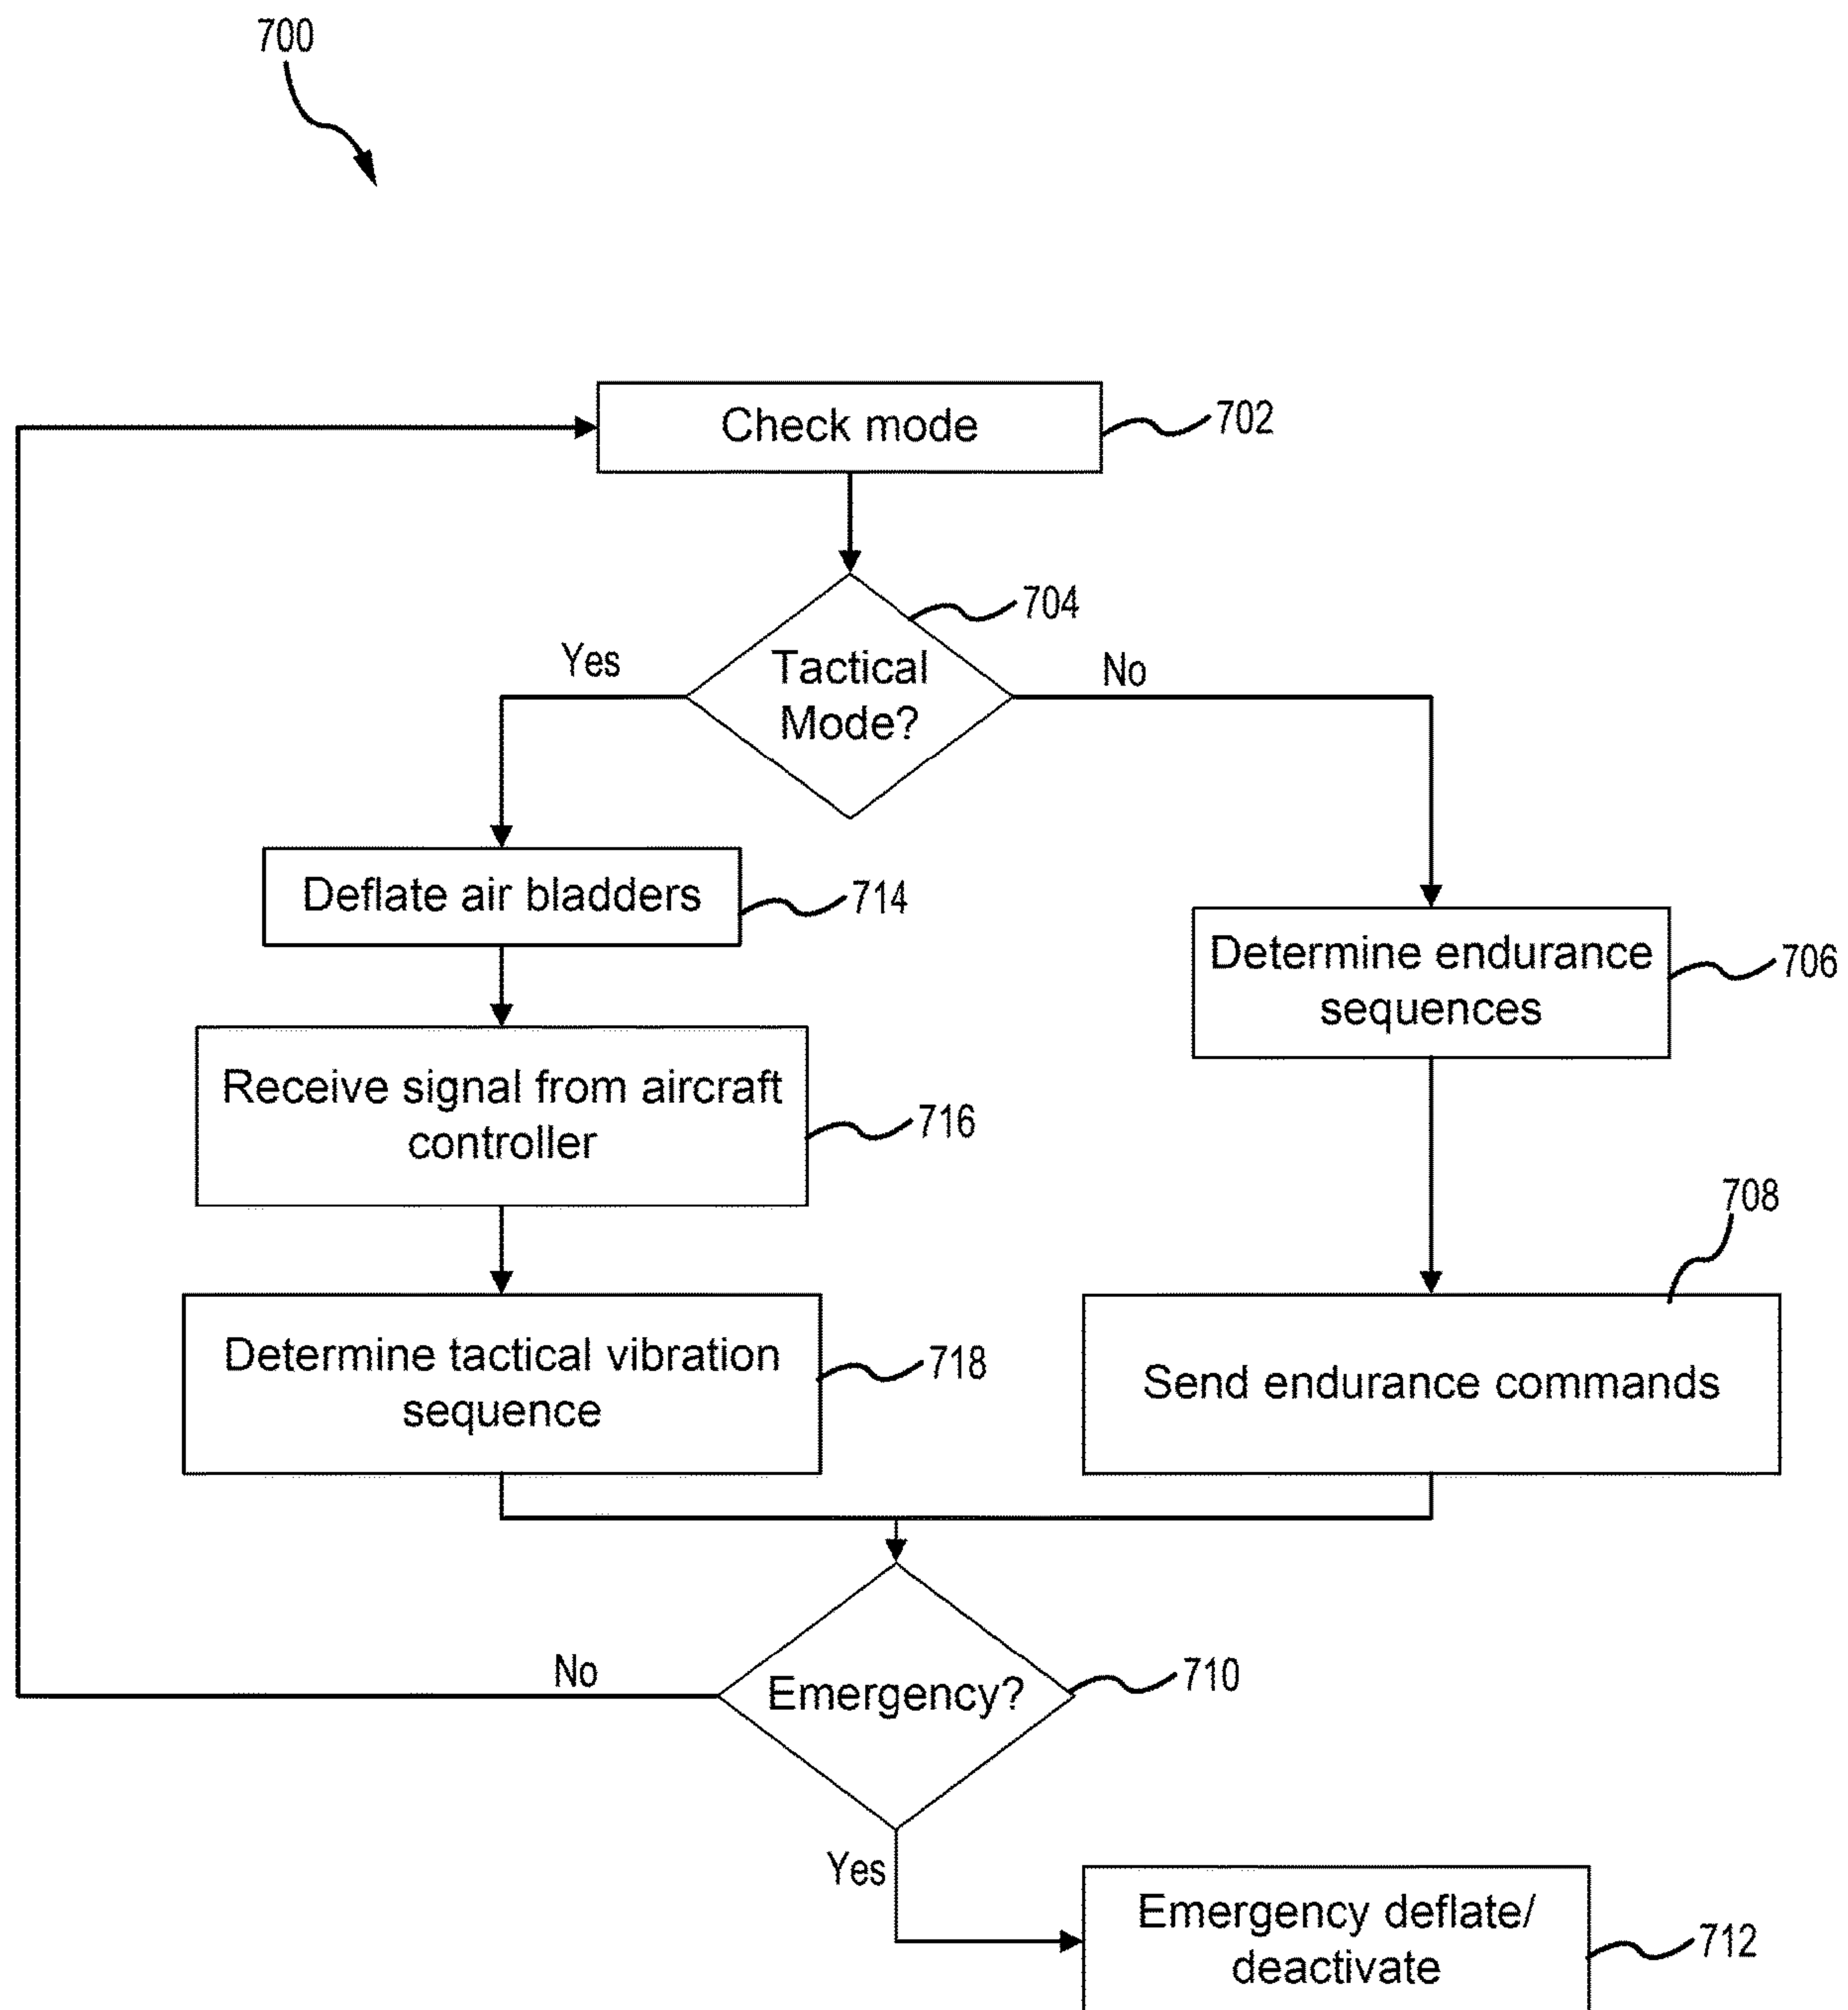 700
Check mode
702
704
Tactical
Mode?
Yes
No
Deflate air bladders
714
Determine endurance
sequences
706
Receive signal from aircraft
controller
716
708
Determine tactical vibration
sequence
718
Send endurance commands
No
Emergency?
710
Yes
Emergency deflate/
deactivate
712